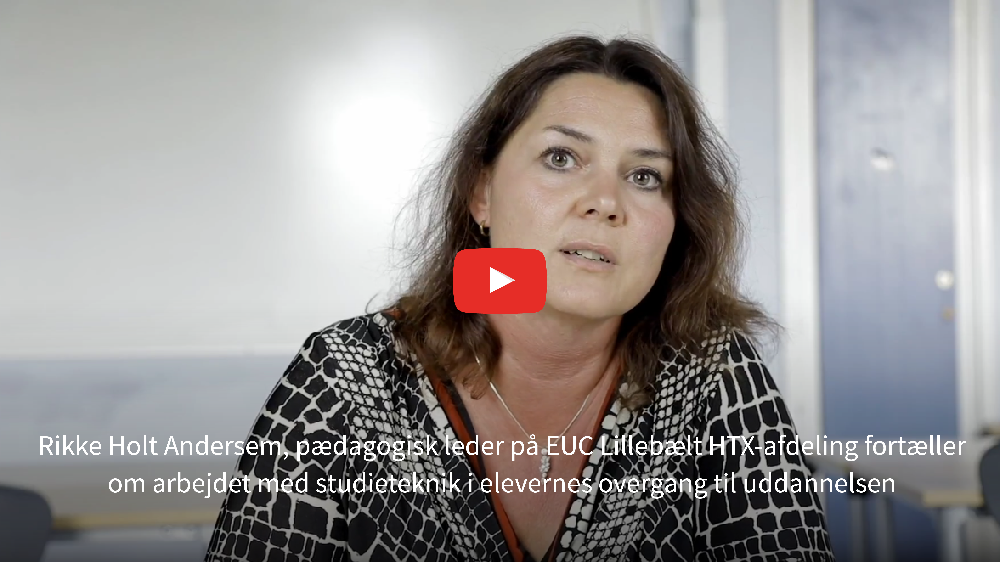 Rikke Holt Andersem, pædagogisk leder på EUC Lillebælt HTX-afdeling fortæller
om arbejdet med studieteknik i elevernes overgang til uddannelsen